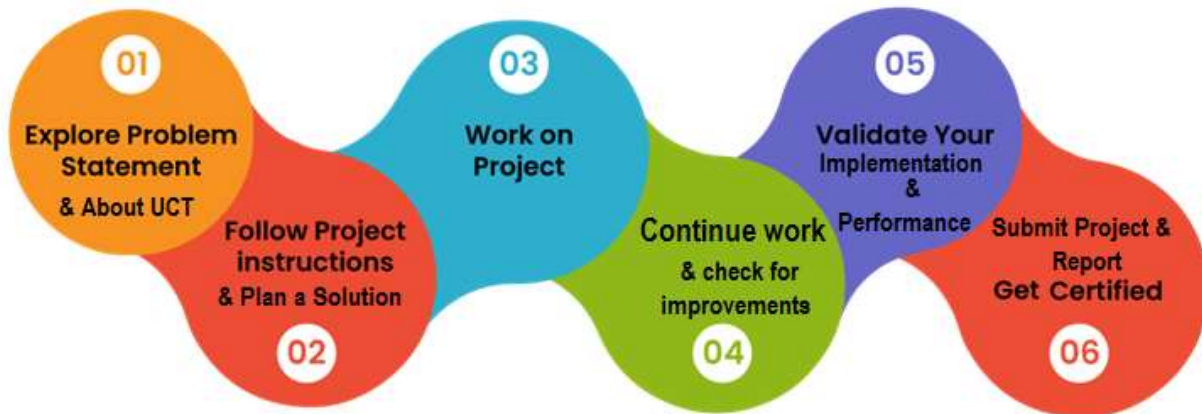 01
Explore Problem
Statement
& About UCT
Follow Project
instructions
& Plan a Solution
02
03
Work on
Project
Continue work
& check for
improvements
04
05
Validate Your
Implementation
&
Performance
Submit Project &
Report
Get Certified
06